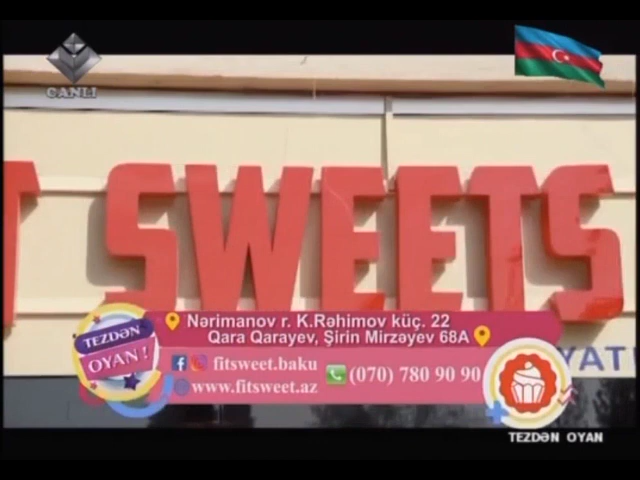 CANLI
T SWEETS
TEZDƏN
OYAN!
Nərimanov r. K.Rəhimov küç. 22
Qara Qarayev, Şirin Mirzəyev 68A
fitsweet.baku
(070) 780 90 90
www.fitsweet.az
YATI
TEZDƏN OYAN